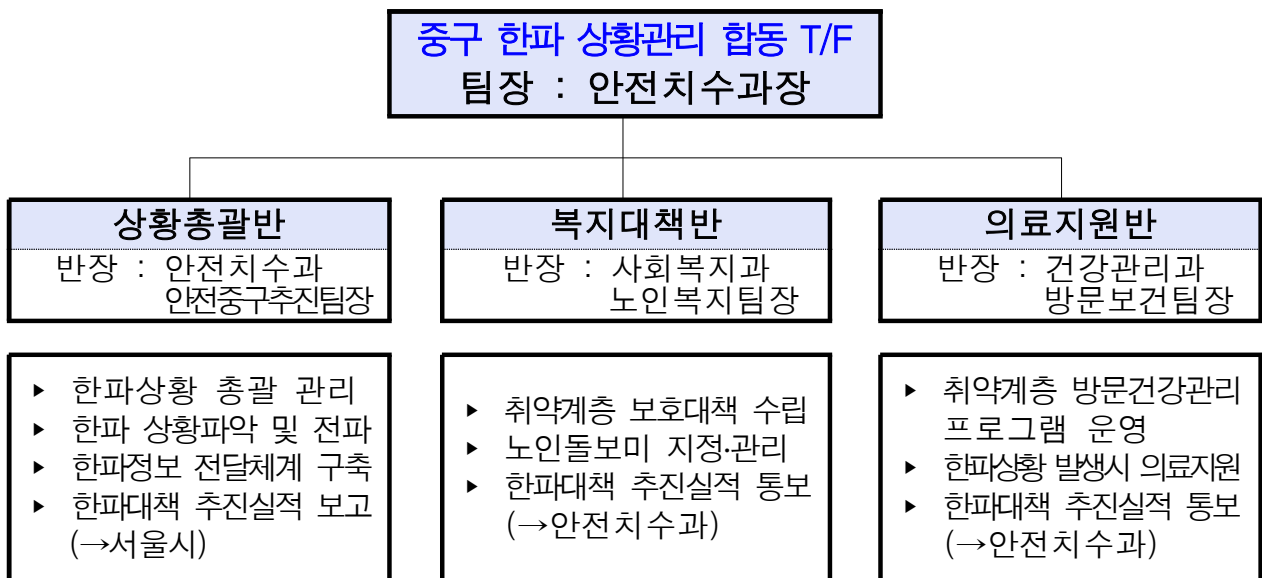 중구 한파 상황관리 합동 T/F
팀장 : 안전치수과장
상황총괄반
반장 : 안전치수과
안전중구추진팀장
▸ 한파상황 총괄 관리
▸ 한파 상황파악 및 전파
▸ 한파정보 전달체계 구축
▸ 한파대책 추진실적 보고
(→서울시)
복지대책반
반장 : 사회복지과
노인복지팀장
▸ 취약계층 보호대책 수립
▸ 노인돌보미 지정·관리
▸ 한파대책 추진실적 통보
(→안전치수과)
의료지원반
반장 : 건강관리과
방문보건팀장
▸ 취약계층 방문건강관리
프로그램 운영
▸ 한파상황 발생시 의료지원
▸ 한파대책 추진실적 통보
(→안전치수과)